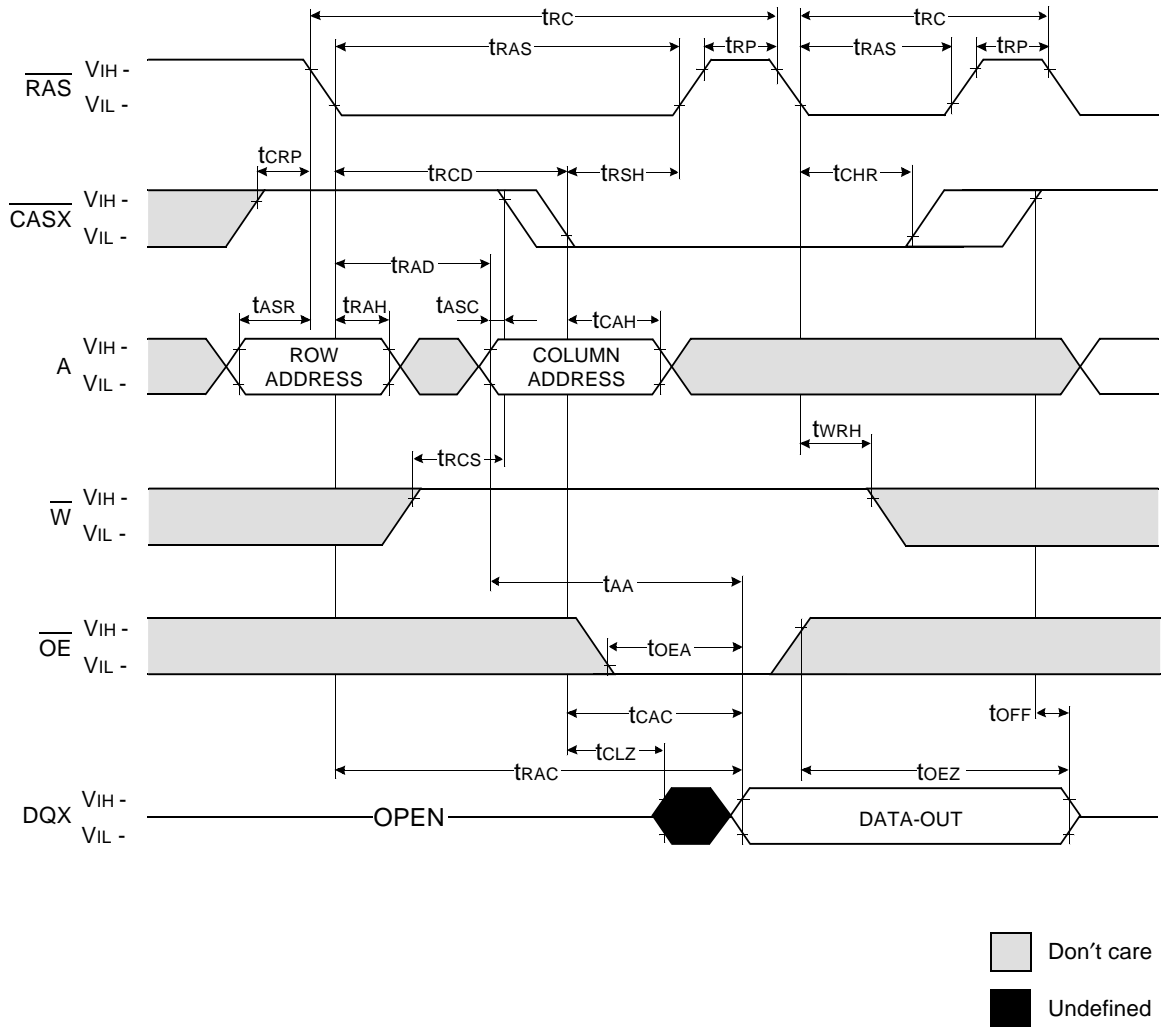 tRC tRC
tRAS tRP tRAS tRP
RAS VIH -
VIL -
tCRP tRCD tRSH tCHR
CASX VIH -
VIL -
tRAD
tASR tRAH tASC tCAH
A VIH -
VIL -
ROW ADDRESS
COLUMN ADDRESS
tWRH
tRCS
W VIH -
VIL -
tAA
OE VIH -
VIL -
tOEA
tCAC tOFF
tCLZ
tRAC tOEZ
DQX VIH -
VIL -
OPEN DATA-OUT
Don′t care
Undefined